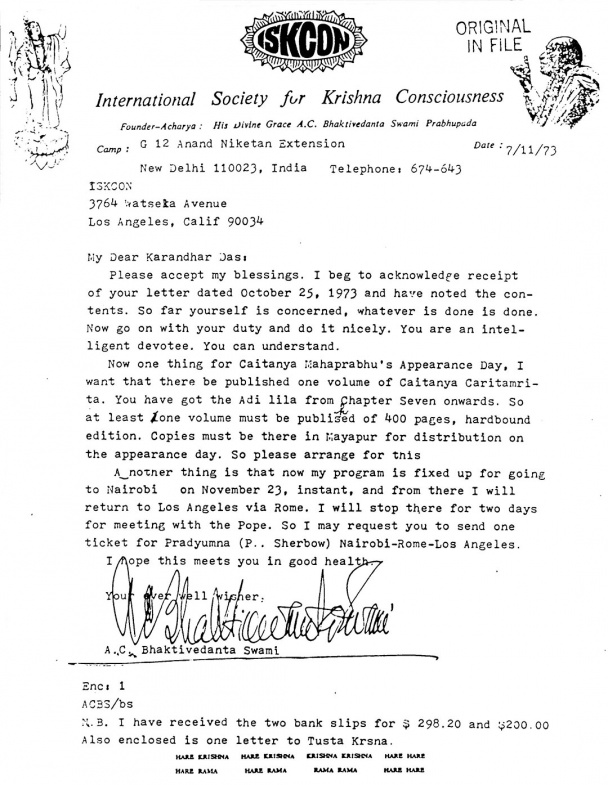 ISKCON
ORIGINAL
IN FILE
International Society for Krishna Consciousness
Founder-Acharya : His Divine Grace A.C. Bhaktivedanta Swami Prabhupada
Camp : G 12 Anand Niketan Extension Date : 7/11/73
New Delhi 110023, India Telephone: 674-643
ISKCON
3764 Watseka Avenue
Los Angeles, Calif 90034
My Dear Karandhar Das:
Please accept my blessings. I beg to acknowledge receipt
of your letter dated October 25, 1973 and have noted the con-
tents. So far yourself is concerned, whatever is done is done.
Now go on with your duty and do it nicely. You are an intel-
ligent devotee. You can understand.
Now one thing for Caitanya Mahaprabhu's Appearance Day, I
want that there be published one volume of Caitanya Caritamri-
ta. You have got the Adi lila from Chapter Seven onwards. So
at least one volume must be publised of 400 pages, hardbound
edition. Copies must be there in Mayapur for distribution on
the appearance day. So please arrange for this
A_nother thing is that now my program is fixed up for going
to Nairobi on November 23, instant, and from there I will
return to Los Angeles via Rome. I will stop there for two days
for meeting with the Pope. So I may request you to send one
ticket for Pradyumna (P.. Sherbow) Nairobi-Rome-Los Angeles.
I hope this meets you in good health.
Your ever well wisher,
A.C. Bhaktivedanta Swami
A.C. Bhaktivedanta Swami
Enc: 1
ACBS/bs
N.B. I have received the two bank slips for $ 298.20 and $200.00
Also enclosed is one letter to Tusta Krsna.
HARE KRISHNA HARE KRISHNA KRISHNA KRISHNA HARE HARE
HARE RAMA HARE RAMA RAMA RAMA HARE HARE